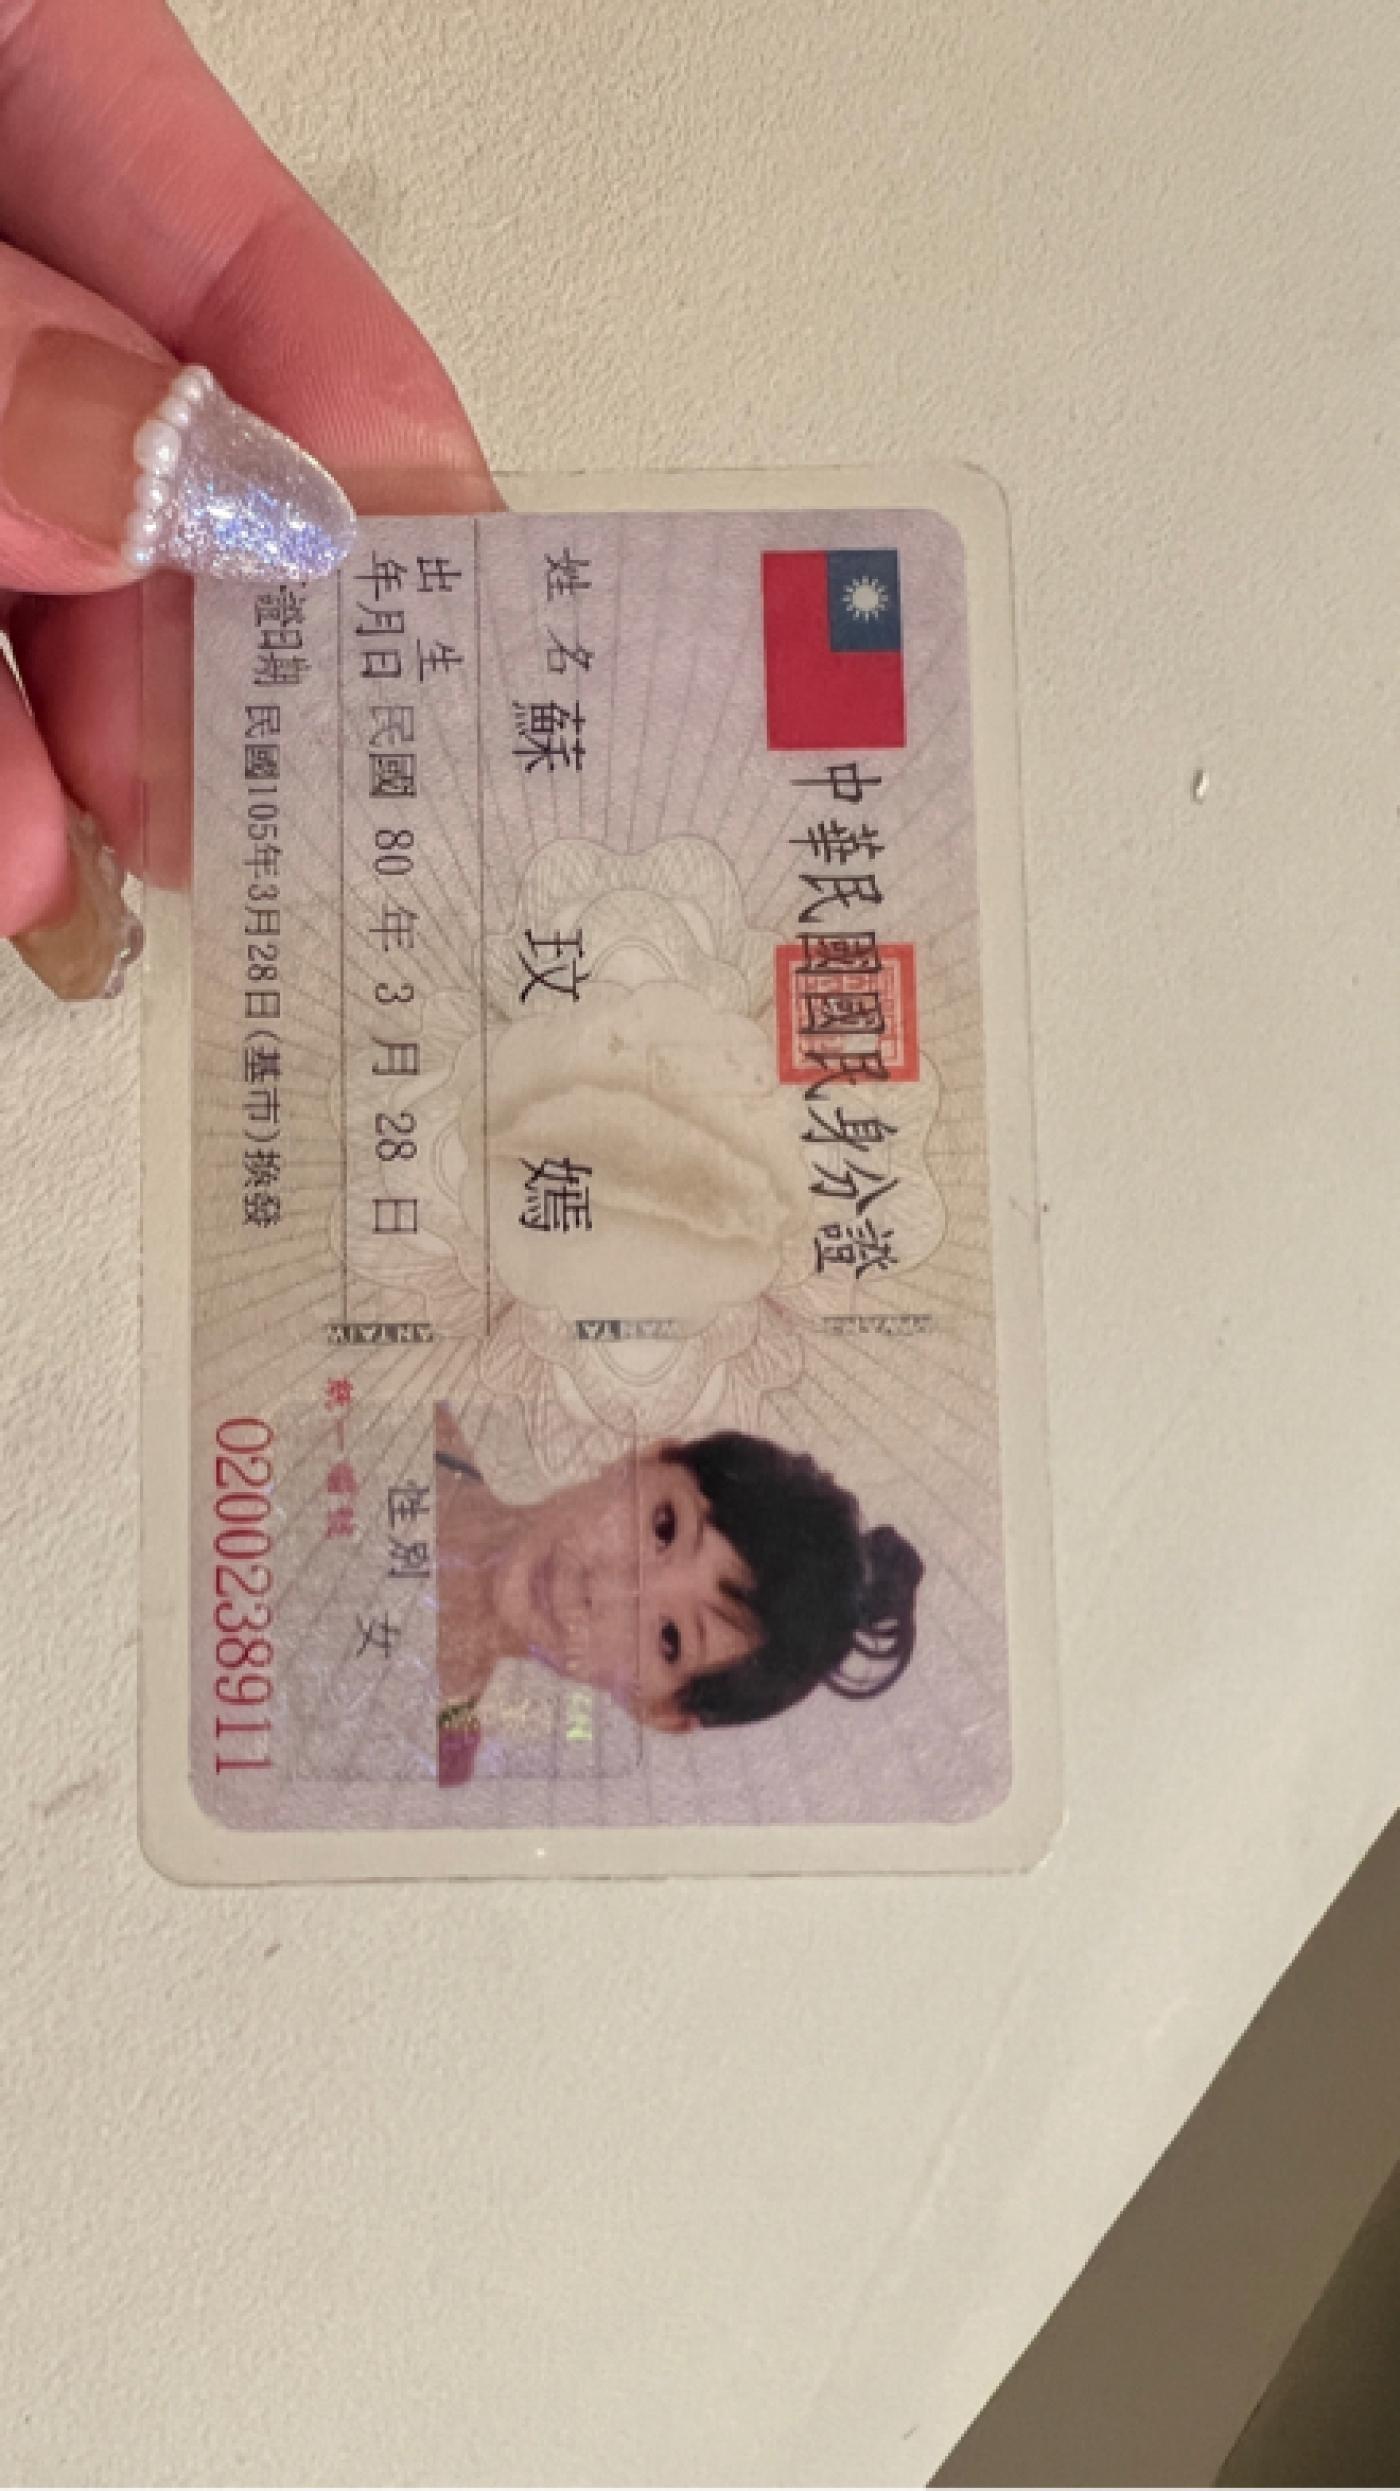 中華民國國民身分證
姓名 蘇玟嫣
出生
年月日 民國 80 年 3 月 28 日
證日期 民國105年3月28日(基市)換發
性別 女
統一編號
0200238911